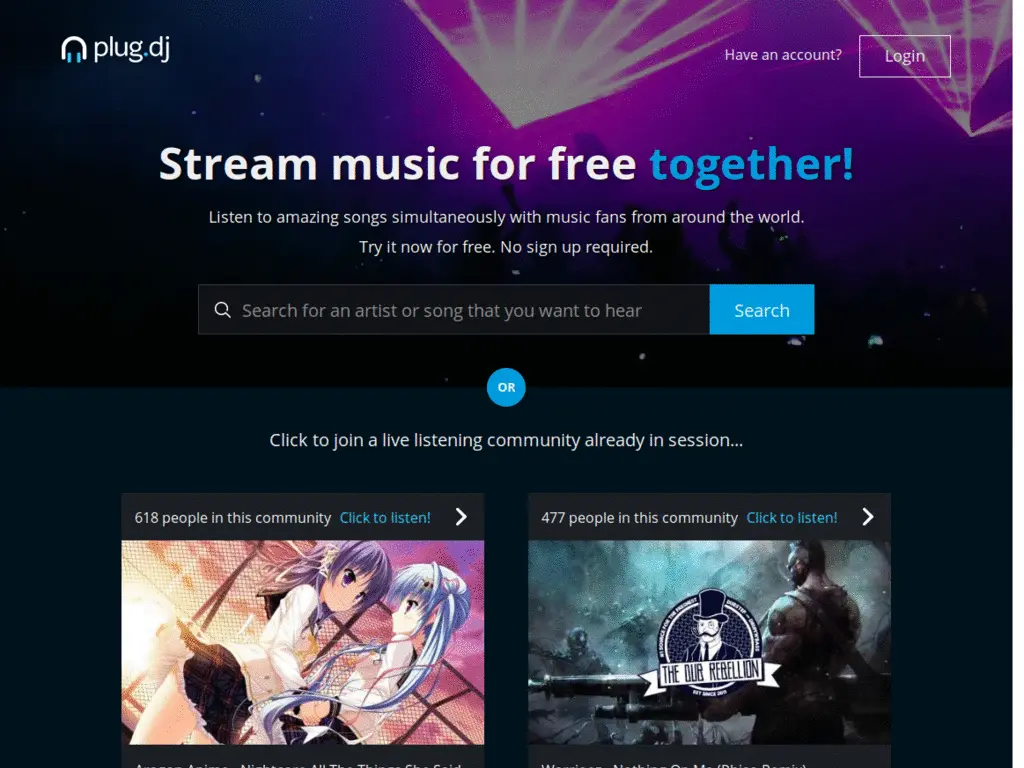 plug.dj
Have an account?
Login
Stream music for free together!
Listen to amazing songs simultaneously with music fans from around the world.
Try it now for free. No sign up required.
Search for an artist or song that you want to hear
Search
OR
Click to join a live listening community already in session...
618 people in this community Click to listen!
477 people in this community Click to listen!
THE DUB REBELLION
EST SINCE 2010